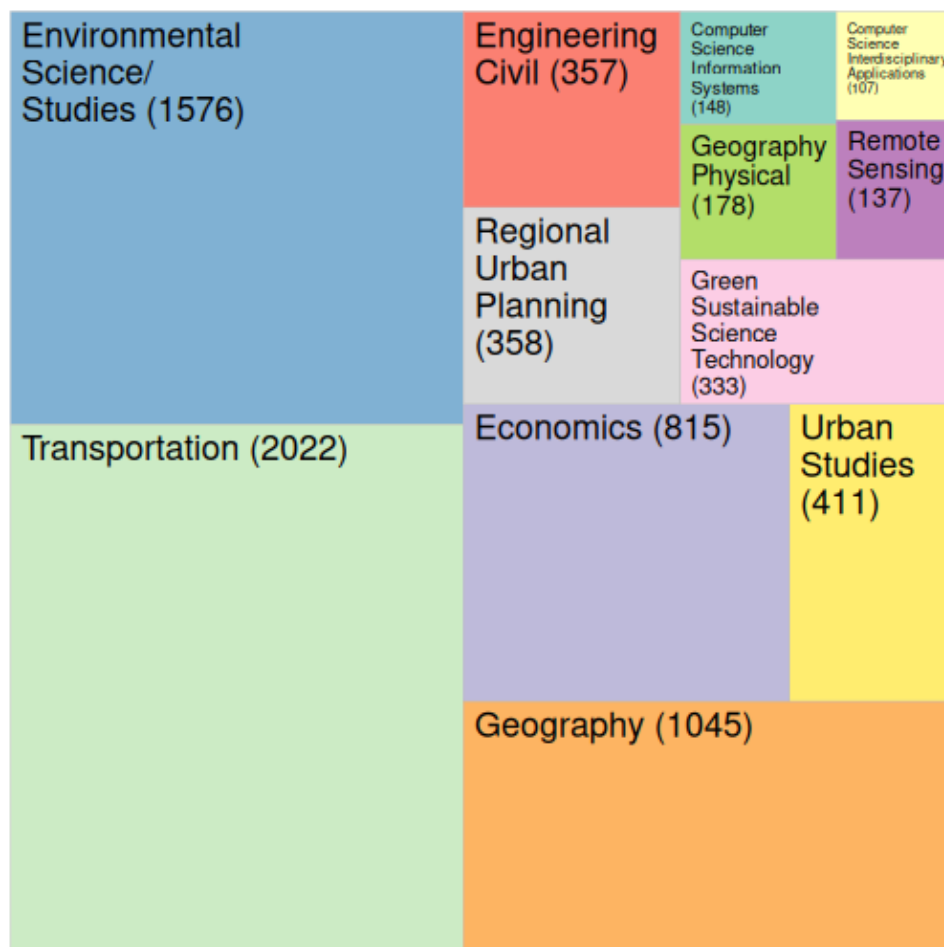 Environmental
Science/
Studies (1576)
Engineering
Civil (357)
Computer
Science
Information
Systems
(148)
Computer
Science
Interdisciplinary
Applications
(107)
Geography
Physical
(178)
Remote
Sensing
(137)
Regional
Urban
Planning
(358)
Green
Sustainable
Science
Technology
(333)
Transportation (2022)
Economics (815)
Urban
Studies
(411)
Geography (1045)